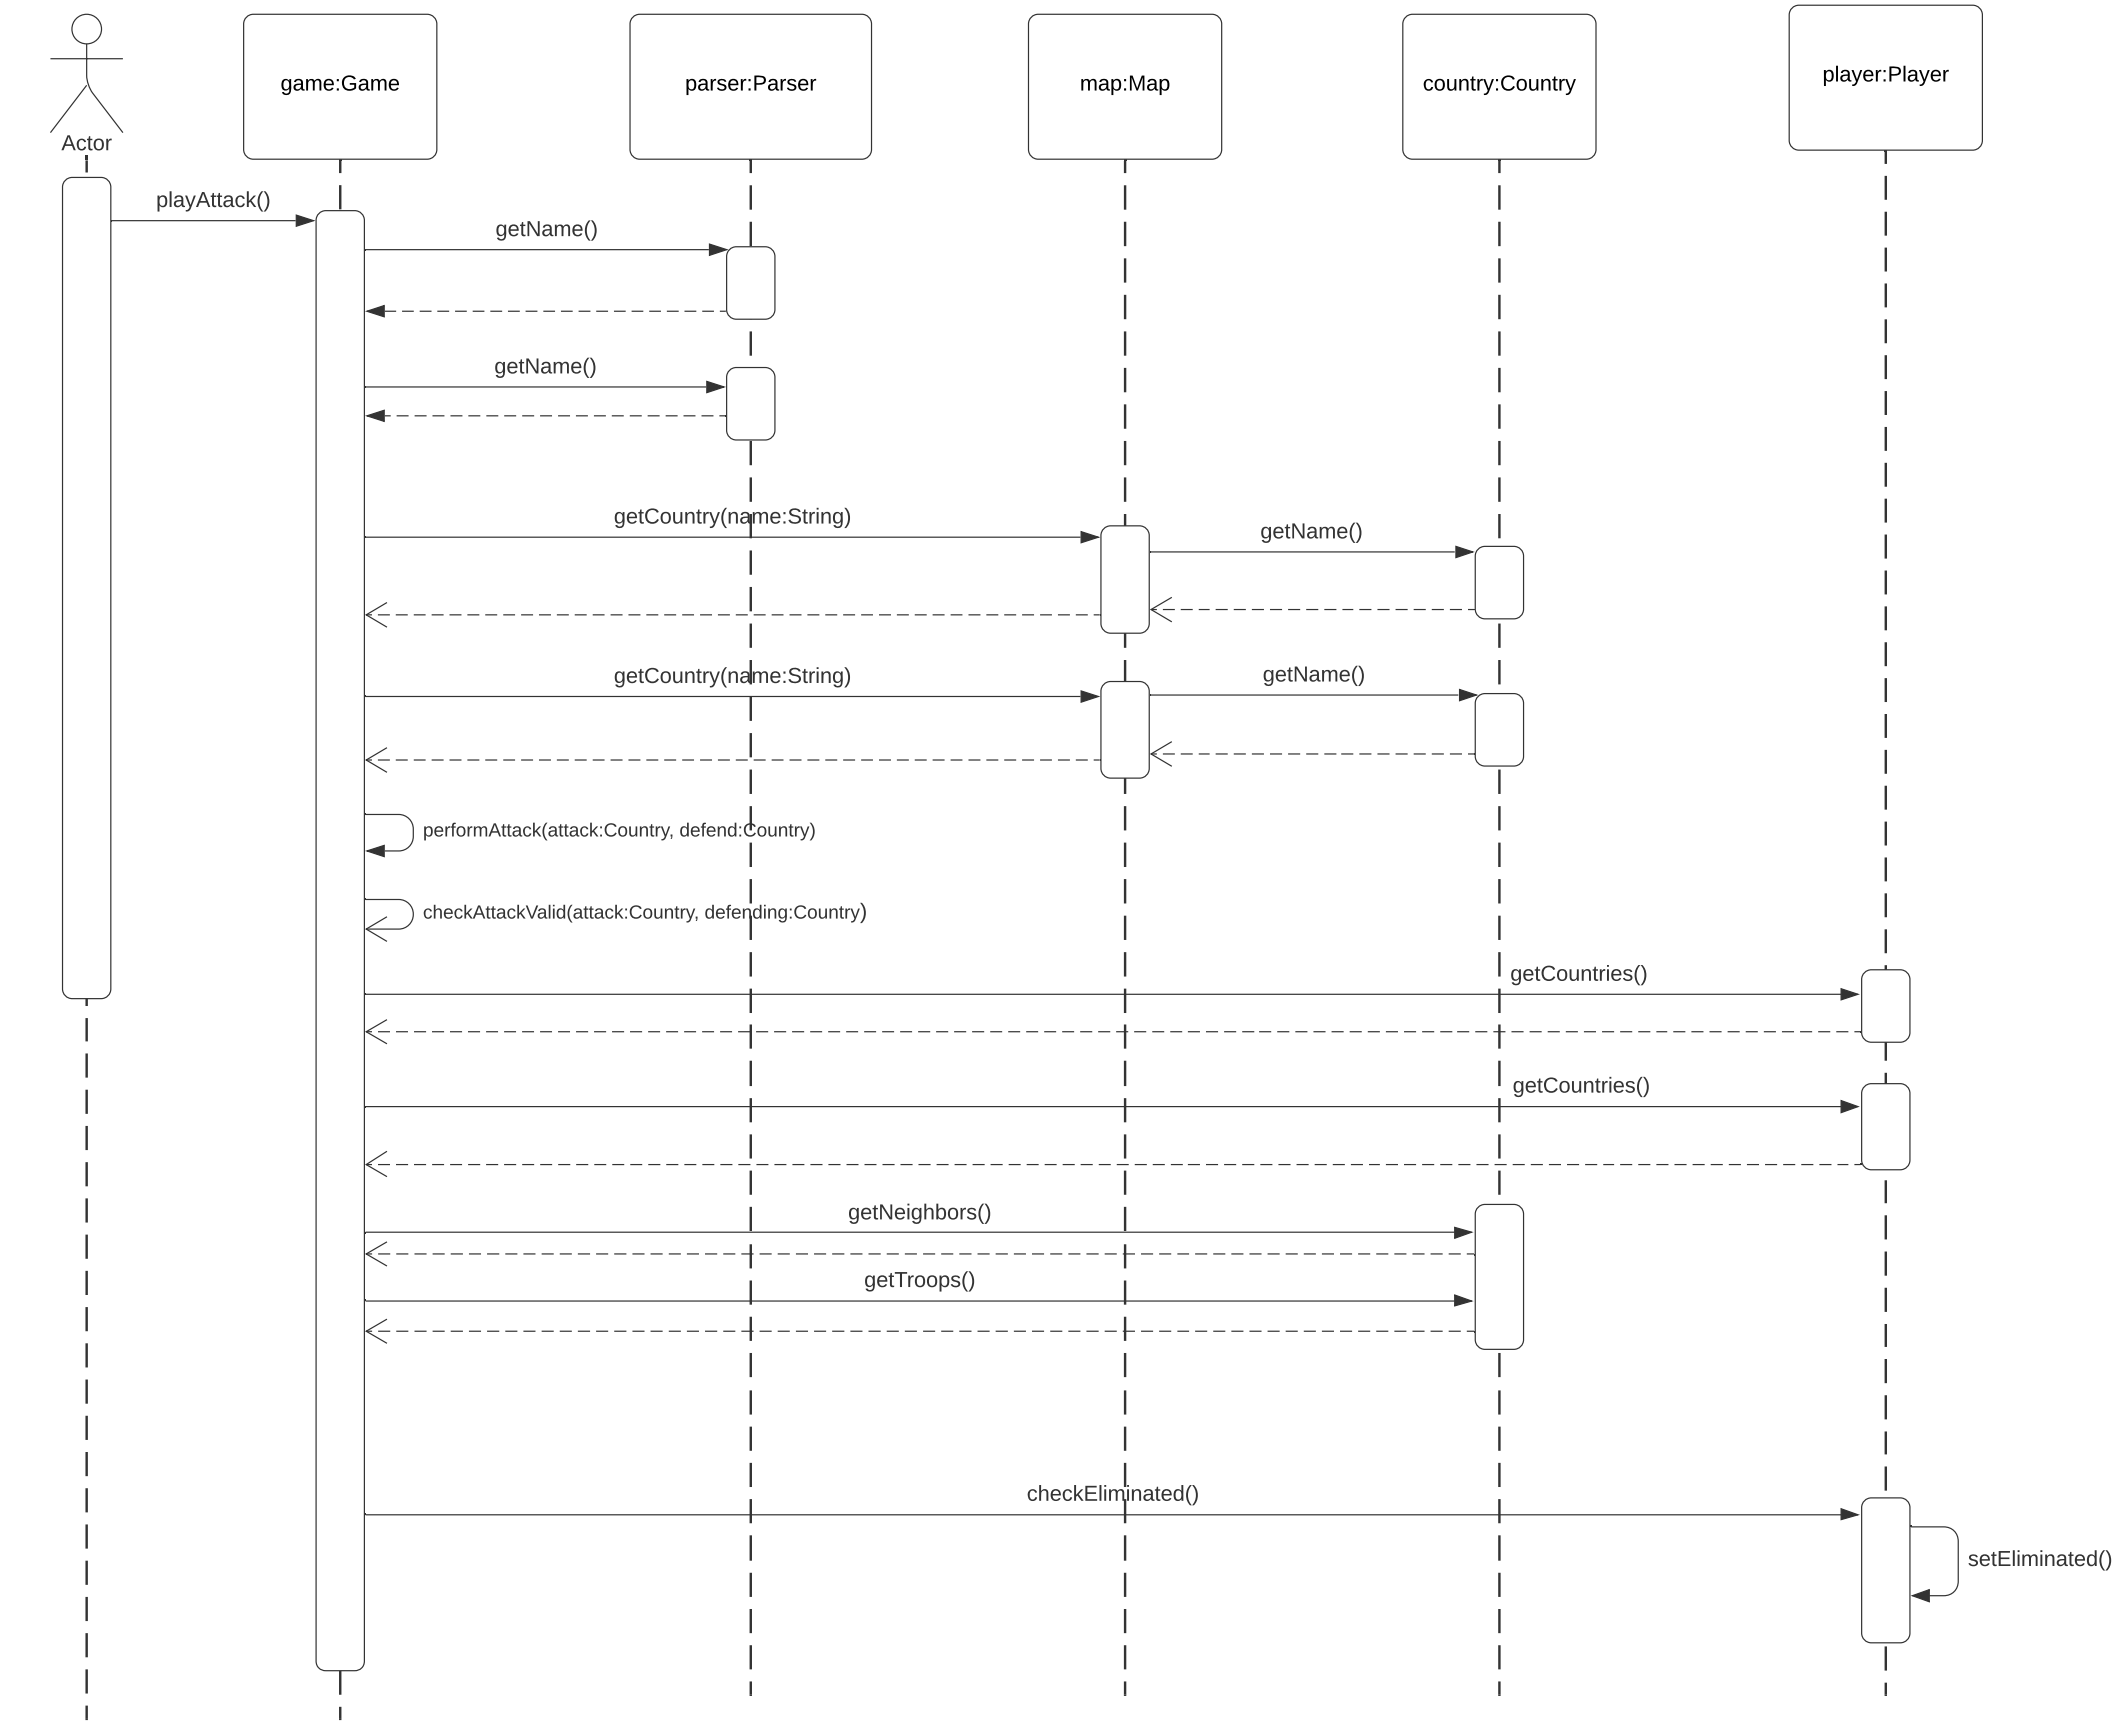 Actor
game:Game
parser:Parser
map:Map
country:Country
player:Player
playAttack()
getName()
getName()
getCountry(name:String)
getName()
getCountry(name:String)
getName()
performAttack(attack:Country, defend:Country)
checkAttackValid(attack:Country, defending:Country)
getCountries()
getCountries()
getNeighbors()
getTroops()
checkEliminated()
setEliminated()